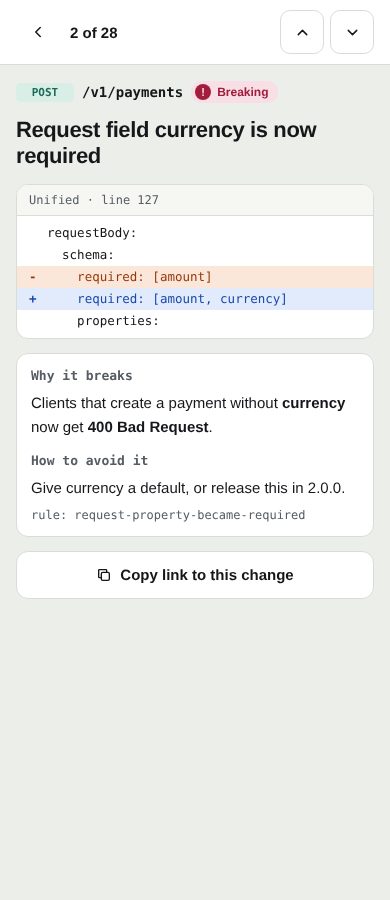 2 of 28
POST /v1/payments ! Breaking
Request field currency is now
required
Unified · line 127
requestBody:
schema:
- required: [amount]
+ required: [amount, currency]
properties:
Why it breaks
Clients that create a payment without currency
now get 400 Bad Request.
How to avoid it
Give currency a default, or release this in 2.0.0.
rule: request-property-became-required
Copy link to this change